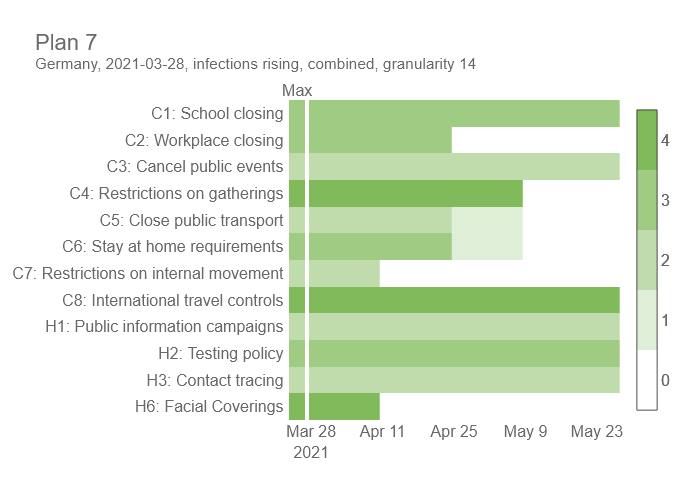 Plan 7
Germany, 2021-03-28, infections rising, combined, granularity 14
Max
C1: School closing
C2: Workplace closing
C3: Cancel public events
C4: Restrictions on gatherings
C5: Close public transport
C6: Stay at home requirements
C7: Restrictions on internal movement
C8: International travel controls
H1: Public information campaigns
H2: Testing policy
H3: Contact tracing
H6: Facial Coverings
Mar 28 Apr 11 Apr 25 May 9 May 23
2021
4
3
2
1
0